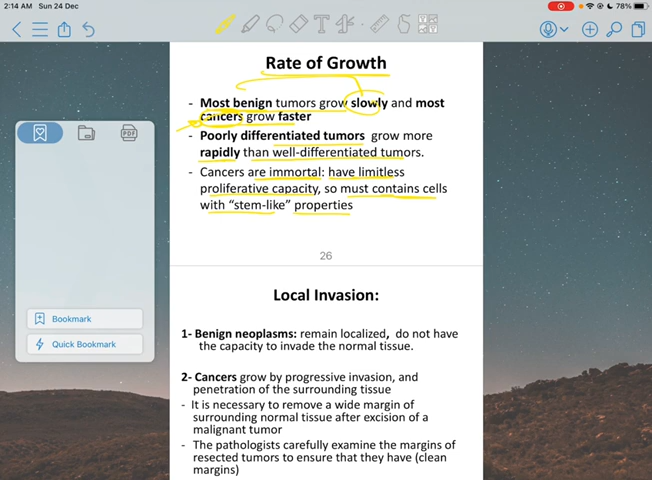 2:14 AM Sun 24 Dec
78%
T
PDF
Bookmark
Quick Bookmark
Rate of Growth
- Most benign tumors grow slowly and most
cancers grow faster
- Poorly differentiated tumors grow more
rapidly than well-differentiated tumors.
- Cancers are immortal: have limitless
proliferative capacity, so must contains cells
with “stem-like” properties
26
Local Invasion:
1- Benign neoplasms: remain localized, do not have
the capacity to invade the normal tissue.
2- Cancers grow by progressive invasion, and
penetration of the surrounding tissue
- It is necessary to remove a wide margin of
surrounding normal tissue after excision of a
malignant tumor
- The pathologists carefully examine the margins of
resected tumors to ensure that they have (clean
margins)